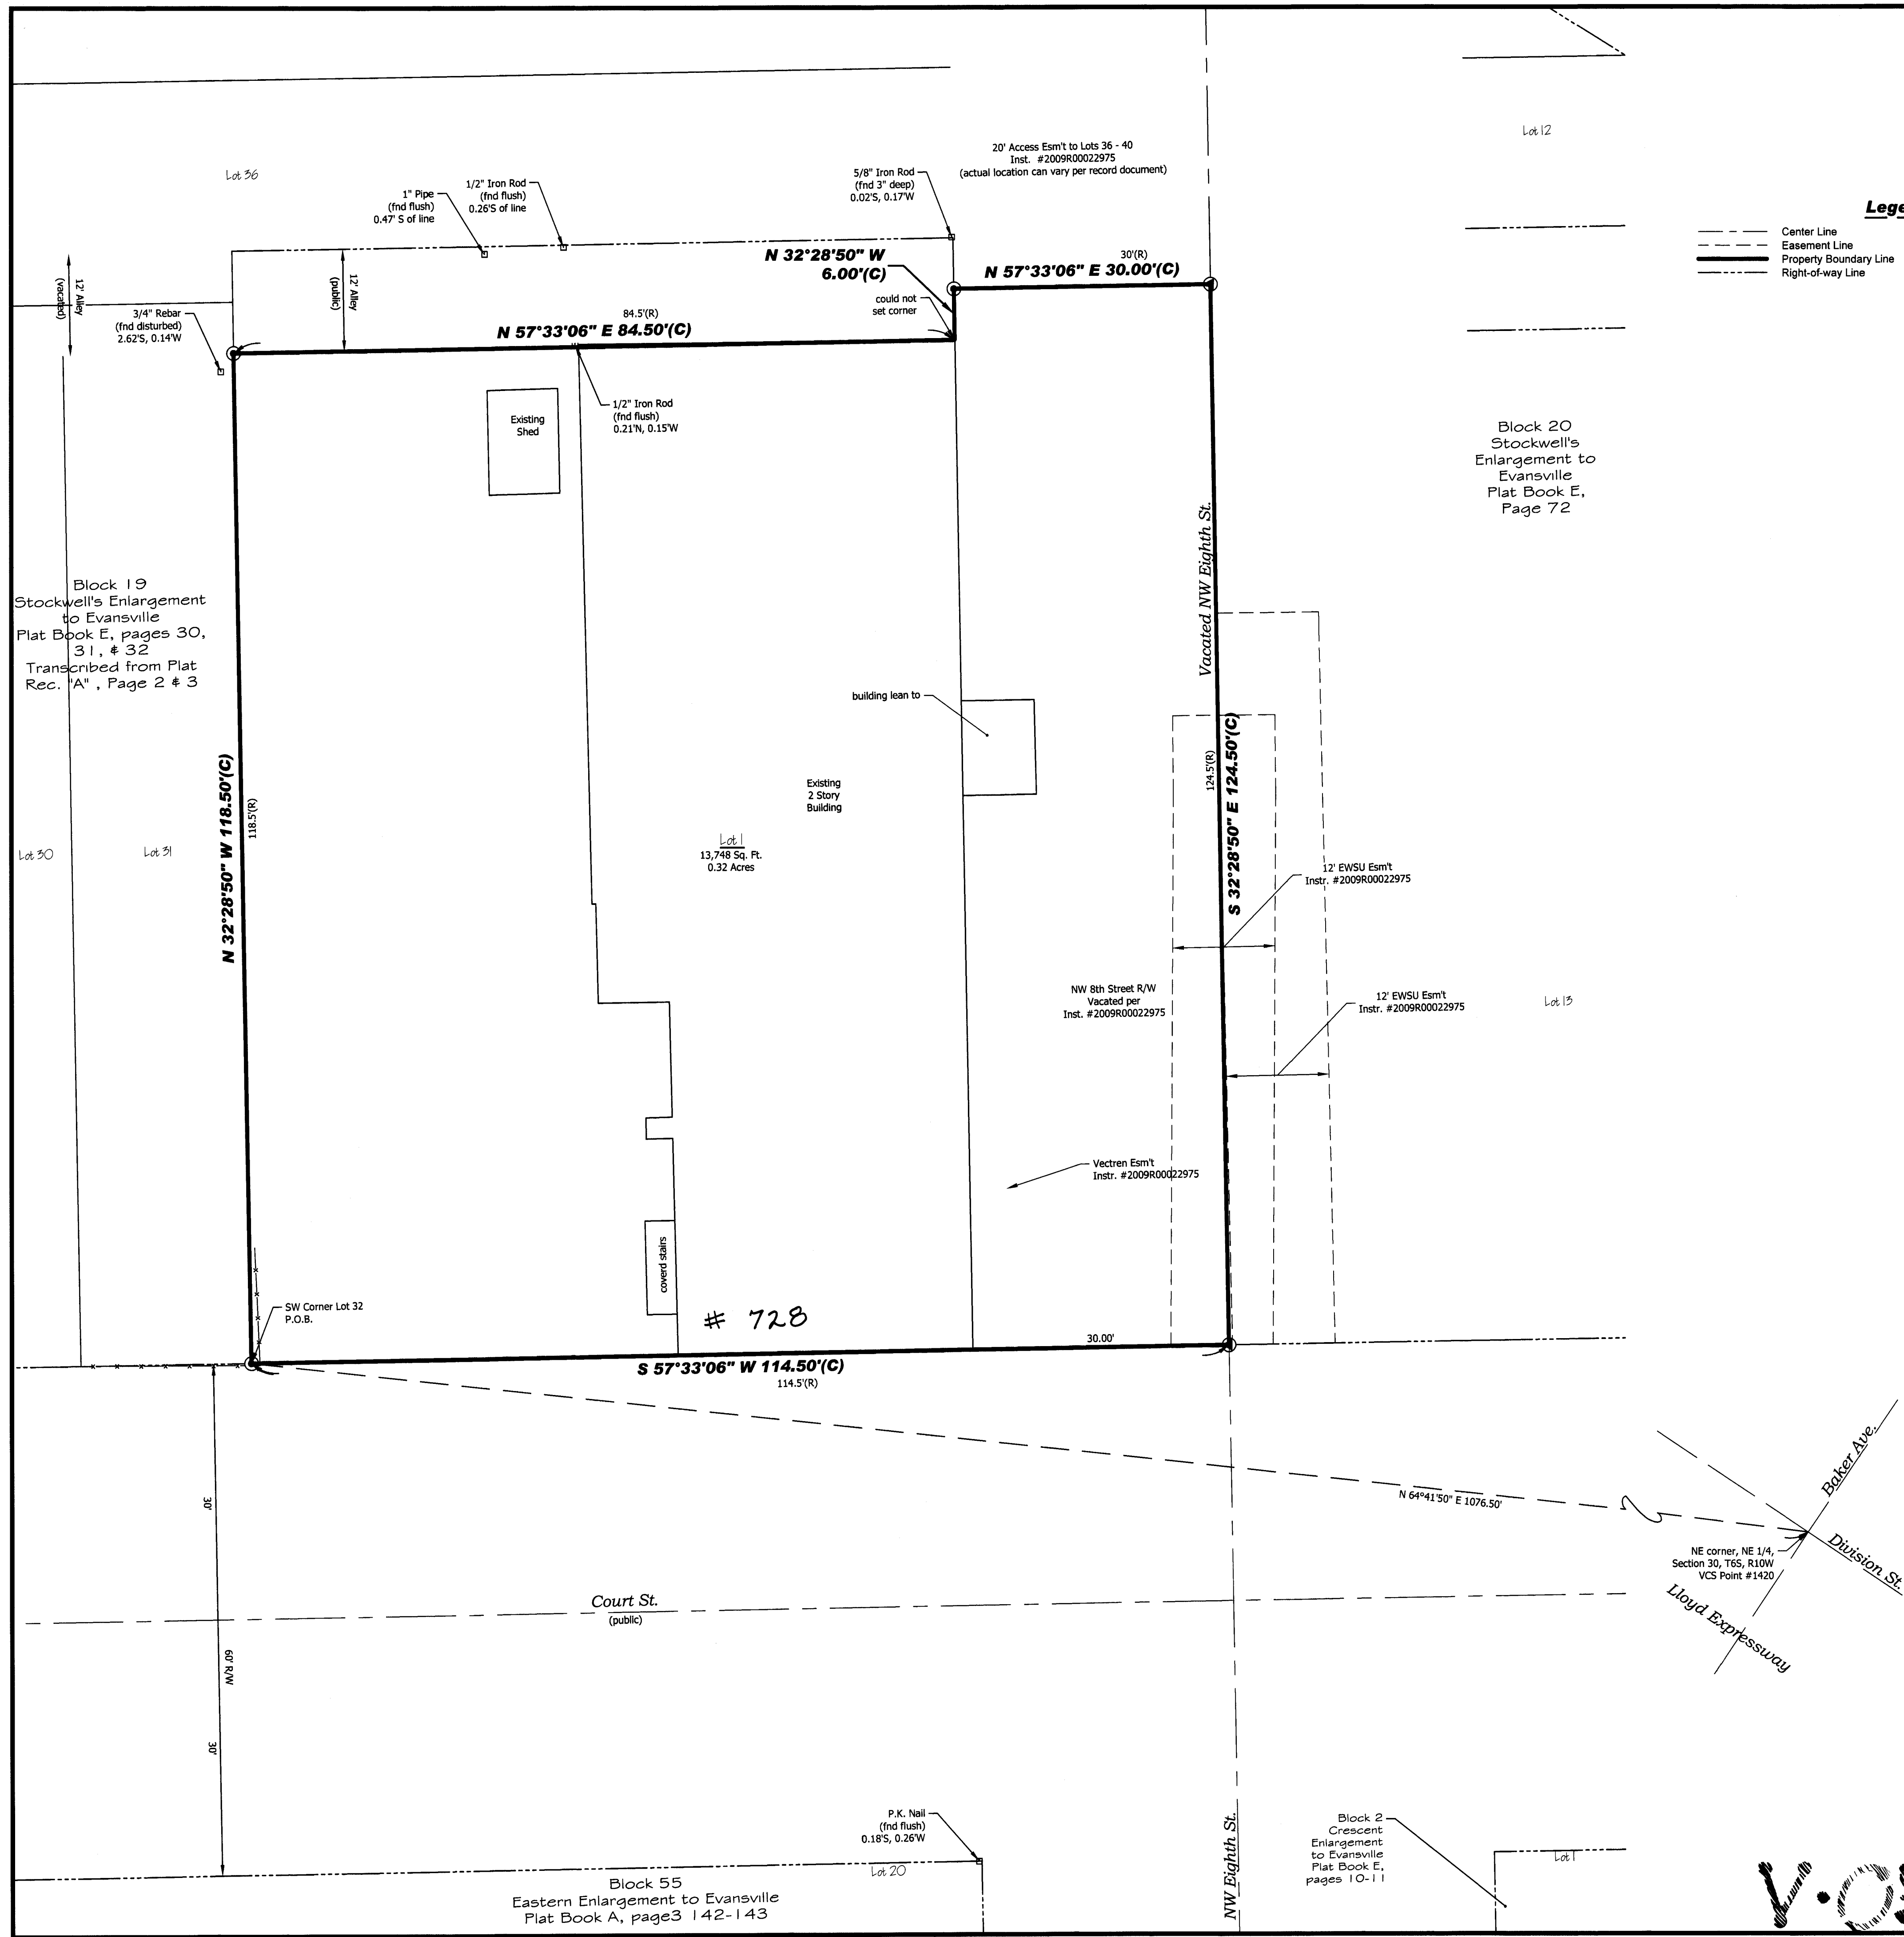 Lot 12
20' Access Esm't to Lots 36 - 40
Inst. #2009R00022975
(actual location can vary per record document)
Lot 36
1" Pipe
(fnd flush)
0.47' S of line
1/2" Iron Rod
(fnd flush)
0.26'S of line
5/8" Iron Rod
(fnd 3" deep)
0.02'S, 0.17'W
Lege
Center Line
Easement Line
Property Boundary Line
Right-of-way Line
N 32°28'50" W
6.00'(C)
30'(R)
N 57°33'06" E 30.00'(C)
12' Alley
(vacated)
12' Alley
(public)
could not
set corner
3/4" Rebar
(fnd disturbed)
2.62'S, 0.14'W
84.5'(R)
N 57°33'06" E 84.50'(C)
1/2" Iron Rod
(fnd flush)
0.21'N, 0.15'W
Existing
Shed
Block 20
Stockwell's
Enlargement to
Evansville
Plat Book E,
Page 72
Vacated NW Eighth St.
Block 19
Stockwell's Enlargement
to Evansville
Plat Book E, pages 30,
31, & 32
Transcribed from Plat
Rec. "A" , Page 2 & 3
building lean to
N 32°28'50" W 118.50'(C)
118.5'(R)
124.5'(R)
S 32°28'50" E 124.50'(C)
Existing
2 Story
Building
Lot 1
13,748 Sq. Ft.
0.32 Acres
Lot 30
Lot 31
12' EWSU Esm't
Instr. #2009R00022975
NW 8th Street R/W
Vacated per
Inst. #2009R00022975
12' EWSU Esm't
Instr. #2009R00022975
Lot 13
Vectren Esm't
Instr. #2009R00022975
coverd stairs
SW Corner Lot 32
P.O.B.
# 728
30.00'
S 57°33'06" W 114.50'(C)
114.5'(R)
30'
N 64°41'50" E 1076.50'
Baker Ave.
Division St.
NE corner, NE 1/4,
Section 30, T6S, R10W
VCS Point #1420
Lloyd Expressway
Court St.
(public)
60' R/W
30'
P.K. Nail
(fnd flush)
0.18'S, 0.26'W
Lot 20
Block 55
Eastern Enlargement to Evansville
Plat Book A, page3 142-143
NW Eighth St.
Block 2
Crescent
Enlargement
to Evansville
Plat Book E,
pages 10-11
Lot 1